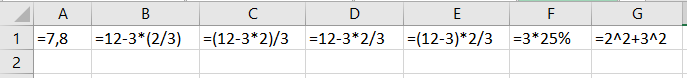 A B C D E F G
1 =7,8 =12-3*(2/3) =(12-3*2)/3 =12-3*2/3 =(12-3)*2/3 =3*25% =2^2+3^2
2